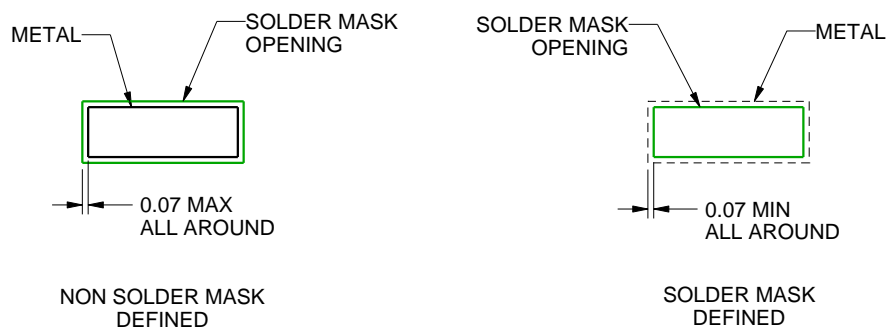 METAL
SOLDER MASK
OPENING
0.07 MAX
ALL AROUND
NON SOLDER MASK
DEFINED
SOLDER MASK
OPENING
METAL
0.07 MIN
ALL AROUND
SOLDER MASK
DEFINED